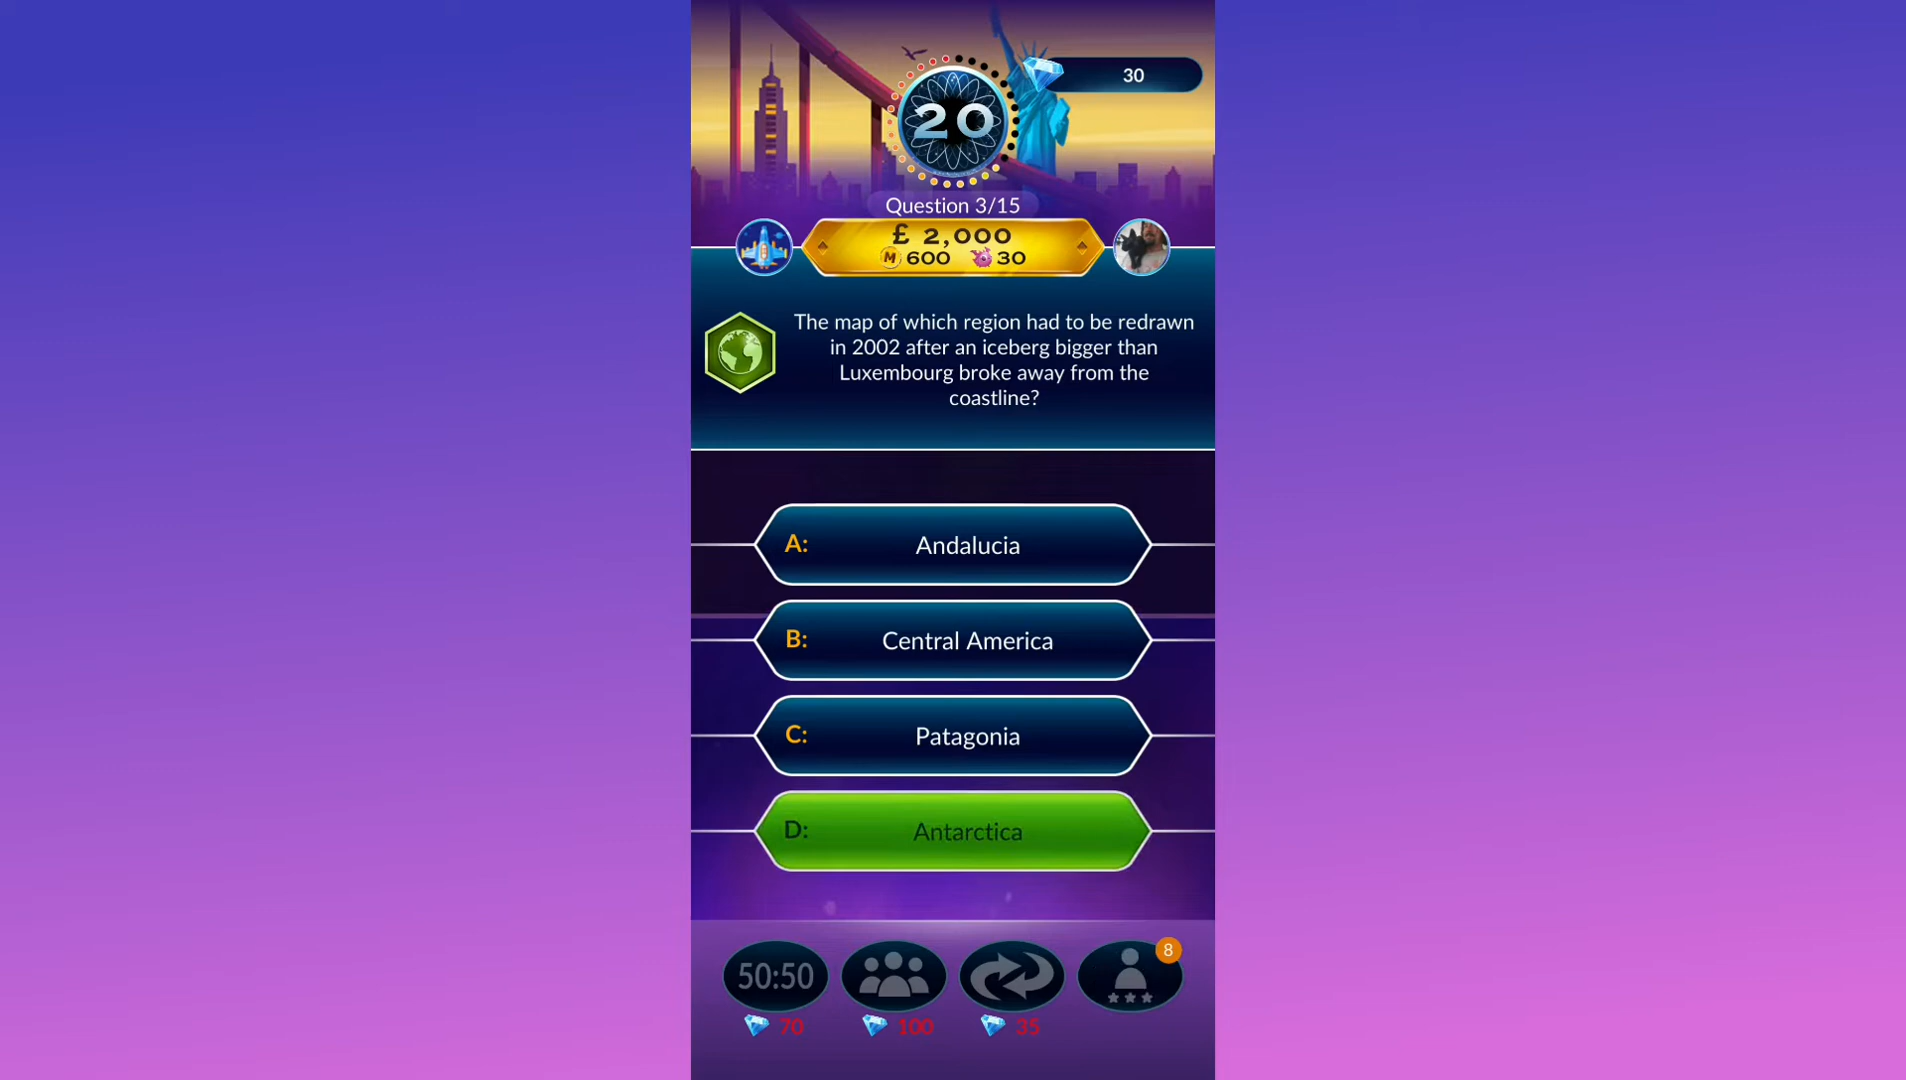 30
20
Question 3/15
£ 2,000
M 600 30
The map of which region had to be redrawn
in 2002 after an iceberg bigger than
Luxembourg broke away from the
coastline?
A: Andalucia
B: Central America
C: Patagonia
D: Antarctica
8
50:50
70 100 35